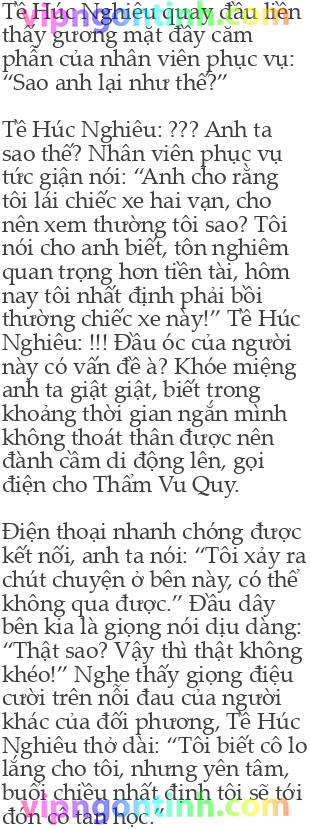 Tề Húc Nghiêu quay đầu liền
thấy gương mặt đầy căm
phẫn của nhân viên phục vụ:
“Sao anh lại như thế?”
Tề Húc Nghiêu: ??? Anh ta
sao thế? Nhân viên phục vụ
tức giận nói: “Anh cho rằng
tôi lái chiếc xe hai vạn, cho
nên xem thường tôi sao? Tôi
nói cho anh biết, tôn nghiêm
quan trọng hơn tiền tài, hôm
nay tôi nhất định phải bồi
thường chiếc xe này!” Tề Húc
Nghiêu: !!! Đầu óc của người
này có vấn đề à? Khóe miệng
anh ta giật giật, biết trong
khoảng thời gian ngắn mình
không thoát thân được nên
đành cầm di động lên, gọi
điện cho Thẩm Vu Quy.
Điện thoại nhanh chóng được
kết nối, anh ta nói: “Tôi xảy ra
chút chuyện ở bên này, có thể
không qua được.” Đầu dây
bên kia là giọng nói dịu dàng:
“Thật sao? Vậy thì thật không
khéo!” Nghe thấy giọng điệu
cười trên nỗi đau của người
khác của đối phương, Tề Húc
Nghiêu thở dài: “Tôi biết cô lo
lắng cho tôi, nhưng yên tâm,
buổi chiều nhất định tôi sẽ tới
đón cô tan học.”
vipngontinh.com
vipngontinh.com